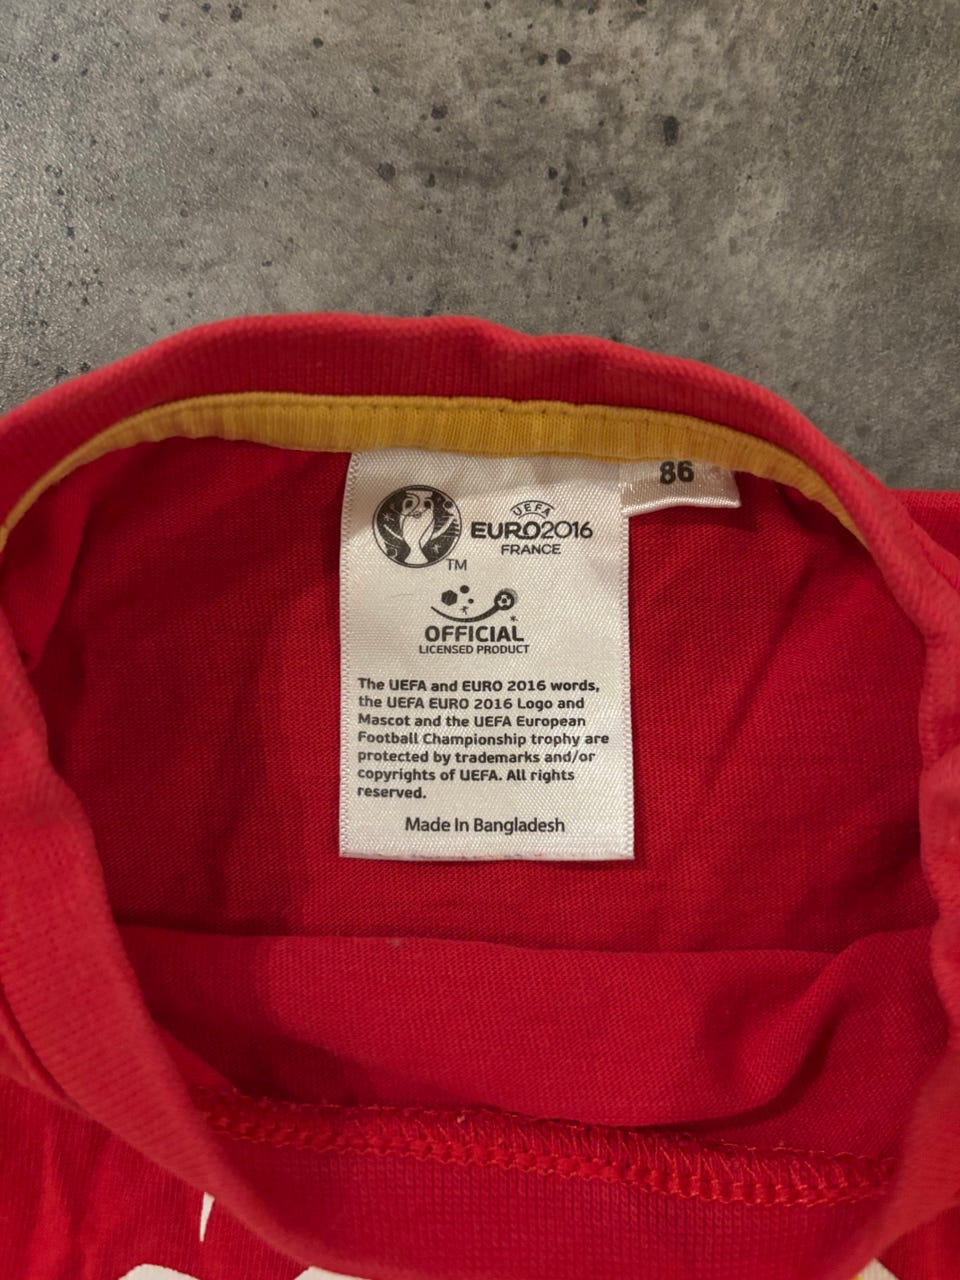 86
UEFA
EURO2016
FRANCE
TM
OFFICIAL
LICENSED PRODUCT
The UEFA and EURO 2016 words,
the UEFA EURO 2016 Logo and
Mascot and the UEFA European
Football Championship trophy are
protected by trademarks and/or
copyrights of UEFA. All rights
reserved.
Made In Bangladesh